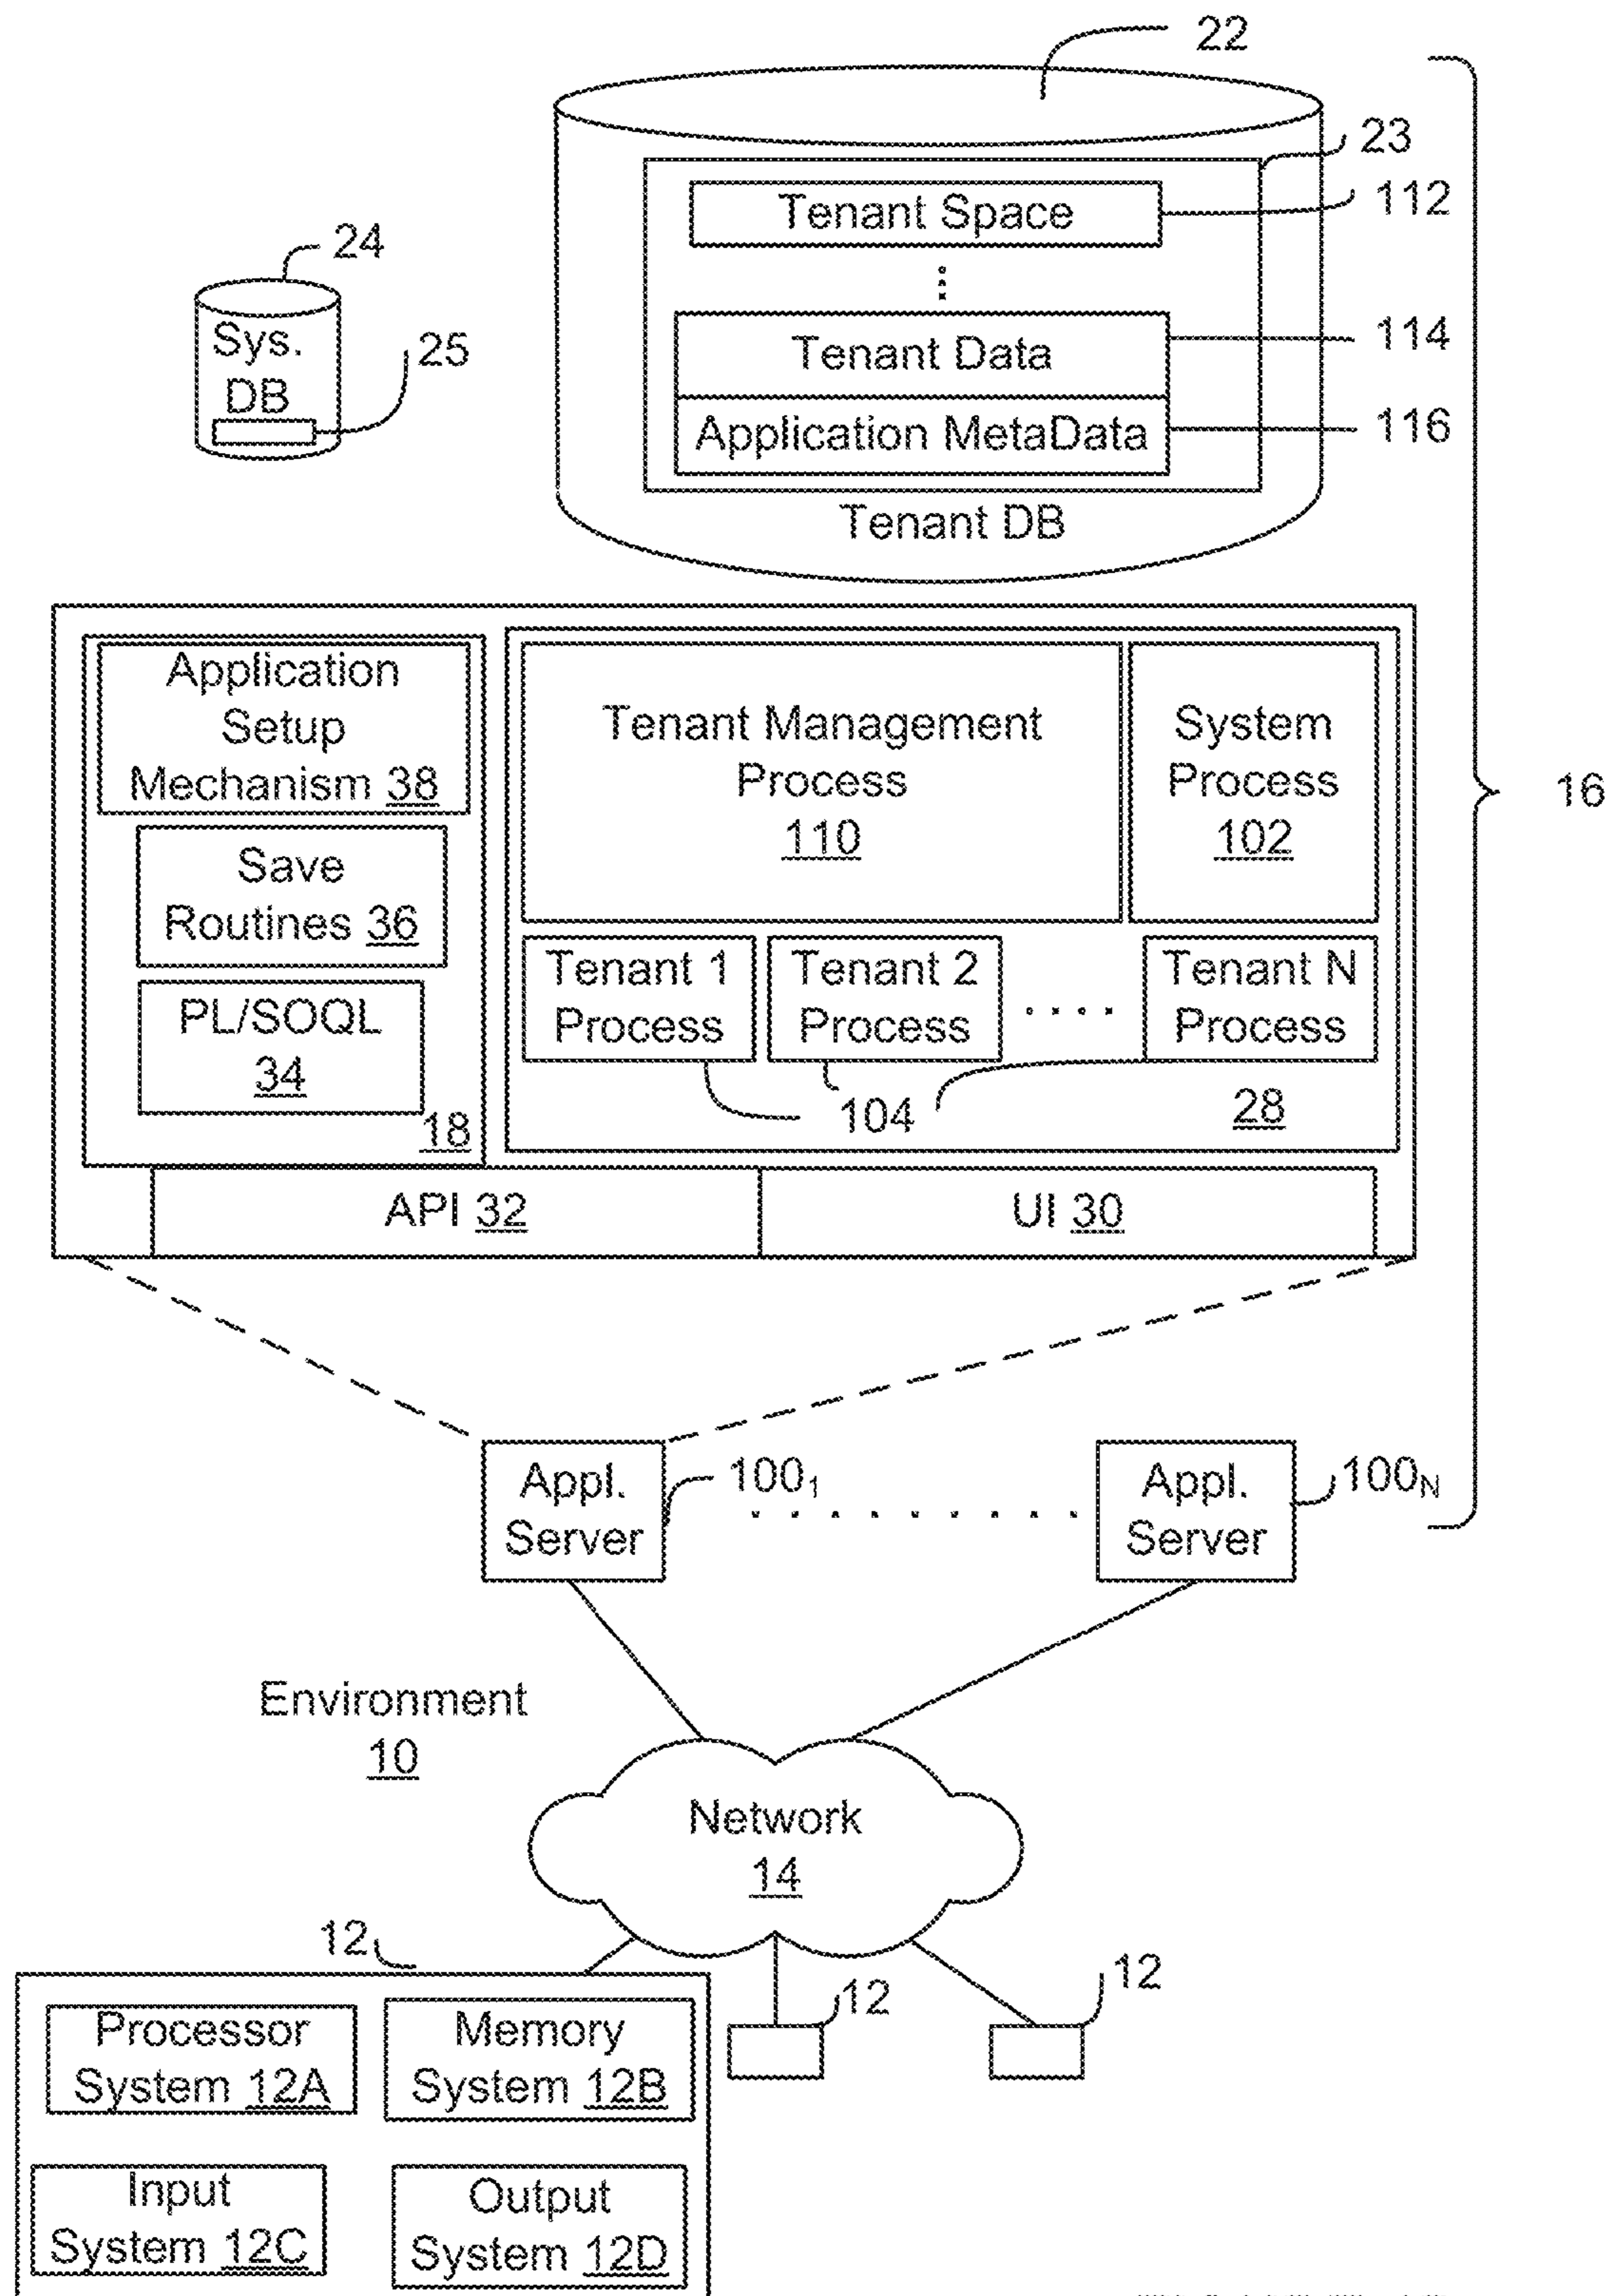 22
23
Tenant Space
112
24
Sys.
DB
25
Tenant Data
114
Application MetaData
116
Tenant DB
Application
Setup
Mechanism 38
Tenant Management
Process
110
System
Process
102
16
Save
Routines 36
Tenant 1
Process
Tenant 2
Process
Tenant N
Process
PL/SOQL
34
104
28
18
API 32
UI 30
Appl.
Server
100₁
Appl.
Server
100N
Environment
10
Network
14
12
12
12
Processor
System 12A
Memory
System 12B
Input
System 12C
Output
System 12D